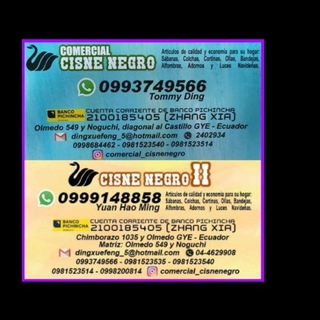 COMERCIAL
CISNE NEGRO
Artículos de calidad y economía para su hogar:
Sábanas, Colchas, Cortinas, Ollas, Bandejas,
Alfombras, Adornos y Luces Navideñas.
0993749566
Tommy Ding
BANCO PICHINCHA
CUENTA CORRIENTE DE BANCO PICHINCHA
2100185405 (ZHANG XIA)
Olmedo 549 y Noguchi, diagonal al Castillo GYE - Ecuador
dingxuefeng_5@hotmail.com 2402934
0998684462 - 0981523540 - 0981523514
comercial_cisnenegro
CISNE NEGRO II
0999148858
Yuan Hao Ming
Artículos de calidad y economía para su hogar:
Sábanas, Colchas, Cortinas, Ollas, Bandejas,
Alfombras, Adornos y Luces Navideñas.
BANCO PICHINCHA
CUENTA CORRIENTE DE BANCO PICHINCHA
2100185405 (ZHANG XIA)
Chimborazo 1035 y Olmedo GYE - Ecuador
Matriz: Olmedo 549 y Noguchi
dingxuefeng_5@hotmail.com 04-4629908
0993749566 - 0981523535 - 0981523540
0981523514 - 0998200814 comercial_cisnenegro